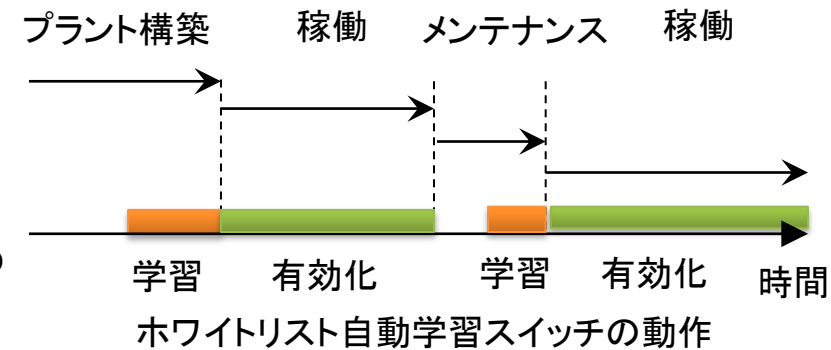 プラント構築 稼働 メンテナンス 稼働
学習 有効化 学習 有効化 時間
ホワイトリスト自動学習スイッチの動作